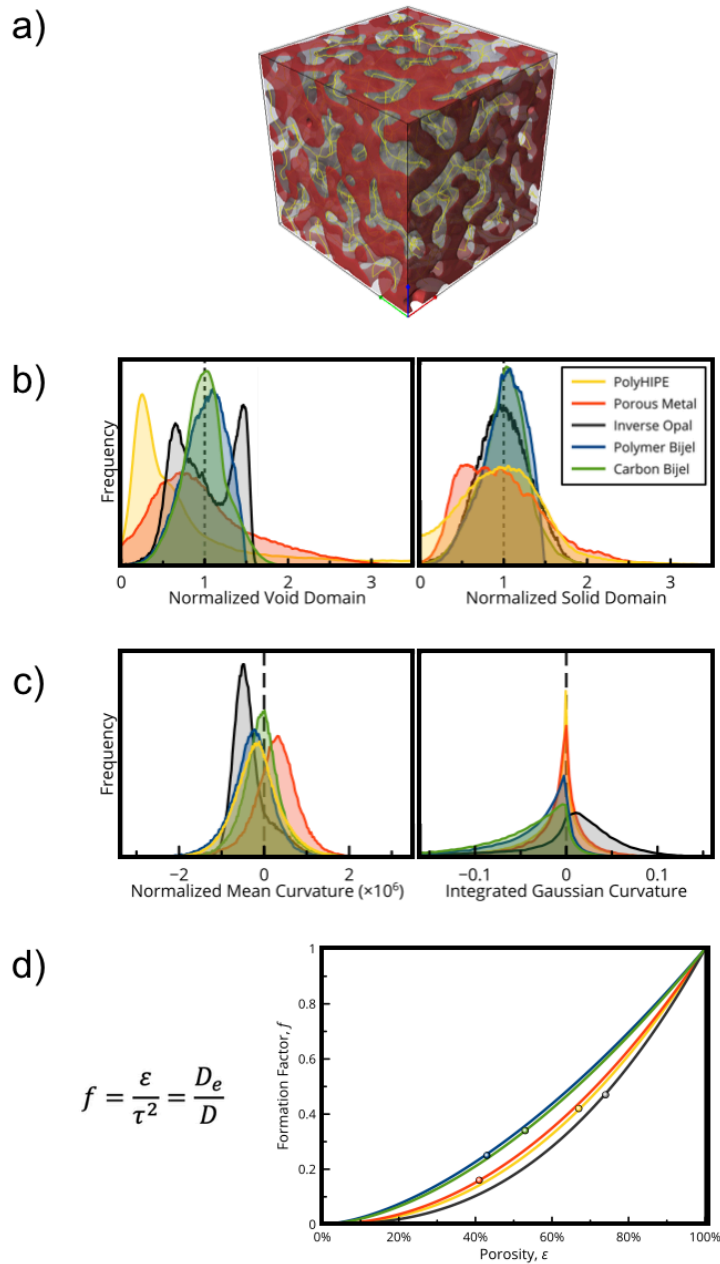 a)
b)
Frequency
0 1 2 3
Normalized Void Domain
PolyHIPE
Porous Metal
Inverse Opal
Polymer Bijel
Carbon Bijel
0 1 2 3
Normalized Solid Domain
c)
Frequency
−2 0 2
Normalized Mean Curvature (×10⁶)
−0.1 0 0.1
Integrated Gaussian Curvature
d)
f = ε/τ² = Dₑ/D
Formation Factor, f
1
0.8
0.6
0.4
0.2
0
0% 20% 40% 60% 80% 100%
Porosity, ε